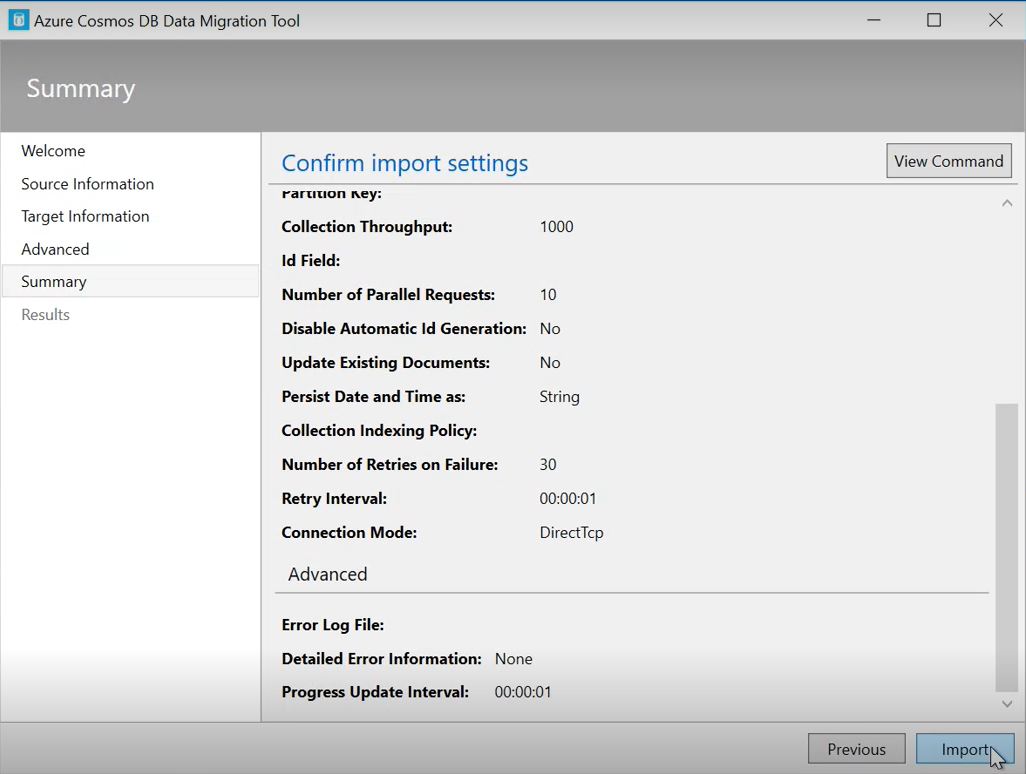 Azure Cosmos DB Data Migration Tool
Summary
Welcome
Source Information
Target Information
Advanced
Summary
Results
Confirm import settings
View Command
Partition Key:
Collection Throughput: 1000
Id Field:
Number of Parallel Requests: 10
Disable Automatic Id Generation: No
Update Existing Documents: No
Persist Date and Time as: String
Collection Indexing Policy:
Number of Retries on Failure: 30
Retry Interval: 00:00:01
Connection Mode: DirectTcp
Advanced
Error Log File:
Detailed Error Information: None
Progress Update Interval: 00:00:01
Previous
Import